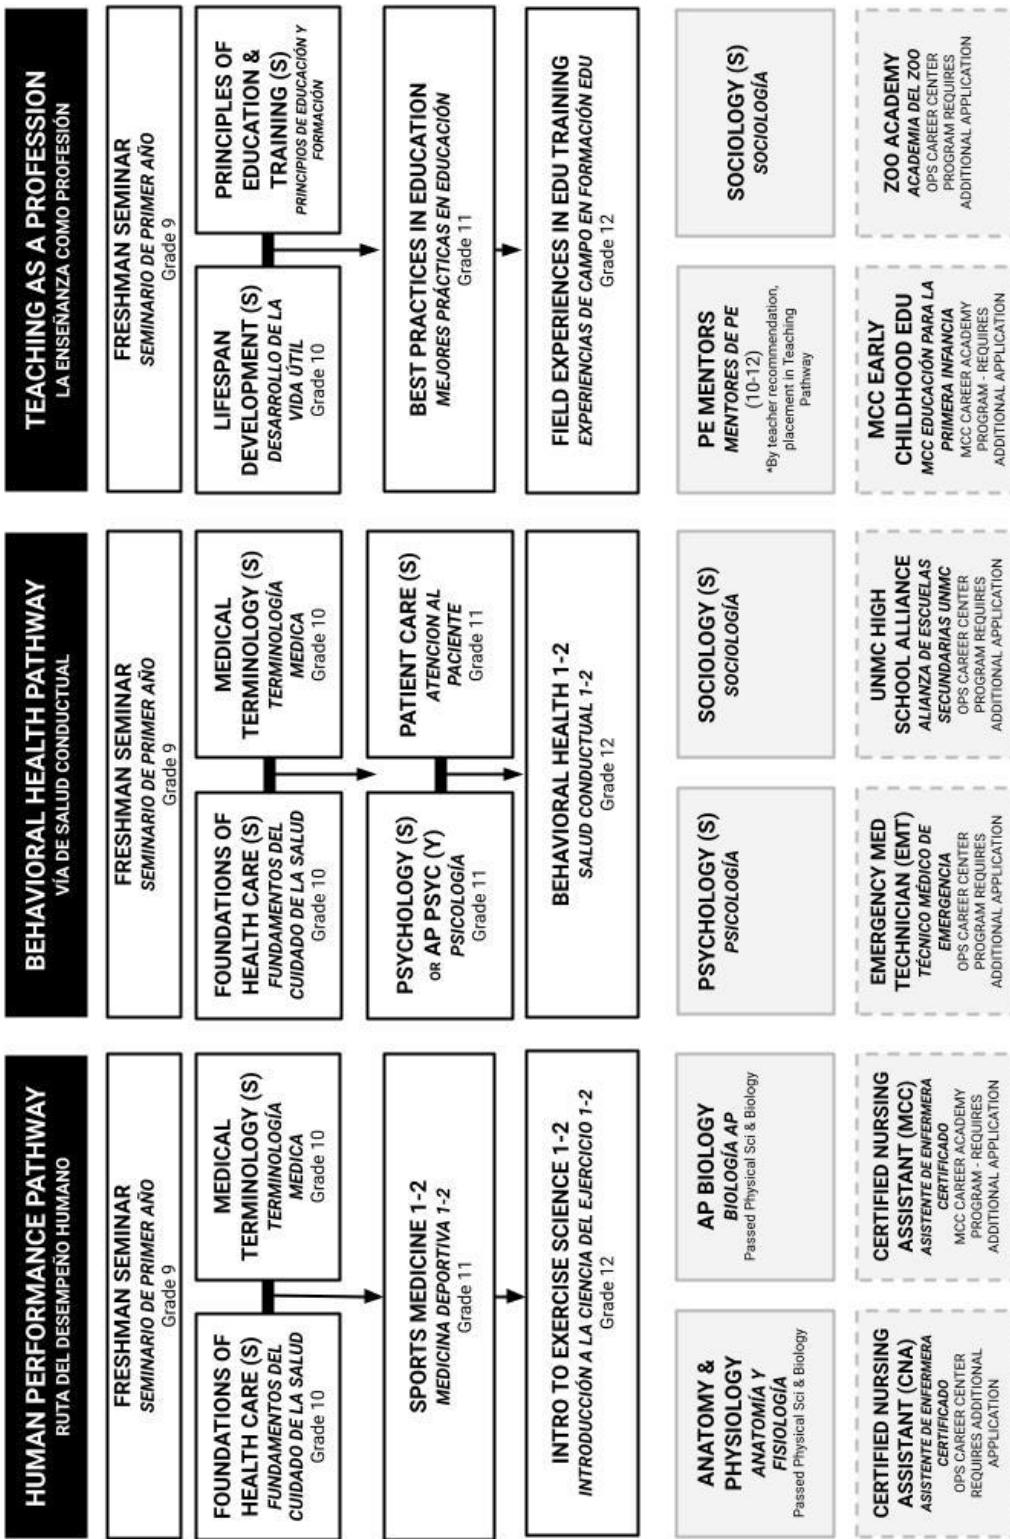 HUMAN PERFORMANCE PATHWAY
RUTA DEL DESEMPEÑO HUMANO
FRESHMAN SEMINAR
SEMINARIO DE PRIMER AÑO
Grade 9
FOUNDATIONS OF
HEALTH CARE (S)
FUNDAMENTOS DEL
CUIDADO DE LA SALUD
Grade 10
MEDICAL
TERMINOLOGY (S)
TERMINOLOGÍA
MEDICA
Grade 10
SPORTS MEDICINE 1-2
MEDICINA DEPORTIVA 1-2
Grade 11
INTRO TO EXERCISE SCIENCE 1-2
INTRODUCCIÓN A LA CIENCIA DEL EJERCICIO 1-2
Grade 12
ANATOMY &
PHYSIOLOGY
ANATOMÍA Y
FISIOLOGÍA
Passed Physical Sci & Biology
AP BIOLOGY
BIOLOGÍA AP
Passed Physical Sci & Biology
CERTIFIED NURSING
ASSISTANT (CNA)
ASISTENTE DE ENFERMERA
CERTIFICADO
OPS CAREER CENTER
REQUIRES ADDITIONAL
APPLICATION
CERTIFIED NURSING
ASSISTANT (MCC)
ASISTENTE DE ENFERMERA
CERTIFICADO
MCC CAREER ACADEMY
PROGRAM - REQUIRES
ADDITIONAL APPLICATION
BEHAVIORAL HEALTH PATHWAY
VÍA DE SALUD CONDUCTUAL
FRESHMAN SEMINAR
SEMINARIO DE PRIMER AÑO
Grade 9
FOUNDATIONS OF
HEALTH CARE (S)
FUNDAMENTOS DEL
CUIDADO DE LA SALUD
Grade 10
MEDICAL
TERMINOLOGY (S)
TERMINOLOGÍA
MEDICA
Grade 10
PSYCHOLOGY (S)
OR AP PSYC (Y)
PSICOLOGÍA
Grade 11
PATIENT CARE (S)
ATENCION AL
PACIENTE
Grade 11
BEHAVIORAL HEALTH 1-2
SALUD CONDUCTUAL 1-2
Grade 12
PSYCHOLOGY (S)
PSICOLOGÍA
SOCIOLOGY (S)
SOCIOLOGÍA
EMERGENCY MED
TECHNICIAN (EMT)
TÉCNICO MÉDICO DE
EMERGENCIA
OPS CAREER CENTER
PROGRAM REQUIRES
ADDITIONAL APPLICATION
UNMC HIGH
SCHOOL ALLIANCE
ALIANZA DE ESCUELAS
SECUNDARIAS UNMC
OPS CAREER CENTER
PROGRAM REQUIRES
ADDITIONAL APPLICATION
TEACHING AS A PROFESSION
LA ENSEÑANZA COMO PROFESIÓN
FRESHMAN SEMINAR
SEMINARIO DE PRIMER AÑO
Grade 9
LIFESPAN
DEVELOPMENT (S)
DESARROLLO DE LA
VIDA ÚTIL
Grade 10
PRINCIPLES OF
EDUCATION &
TRAINING (S)
PRINCIPIOS DE EDUCACIÓN Y
FORMACIÓN
BEST PRACTICES IN EDUCATION
MEJORES PRÁCTICAS EN EDUCACIÓN
Grade 11
FIELD EXPERIENCES IN EDU TRAINING
EXPERIENCIAS DE CAMPO EN FORMACIÓN EDU
Grade 12
PE MENTORS
MENTORES DE PE
(10-12)
*By teacher recommendation,
placement in Teaching
Pathway
SOCIOLOGY (S)
SOCIOLOGÍA
MCC EARLY
CHILDHOOD EDU
MCC EDUCACIÓN PARA LA
PRIMERA INFANCIA
MCC CAREER ACADEMY
PROGRAM - REQUIRES
ADDITIONAL APPLICATION
ZOO ACADEMY
ACADEMIA DEL ZOO
OPS CAREER CENTER
PROGRAM REQUIRES
ADDITIONAL APPLICATION